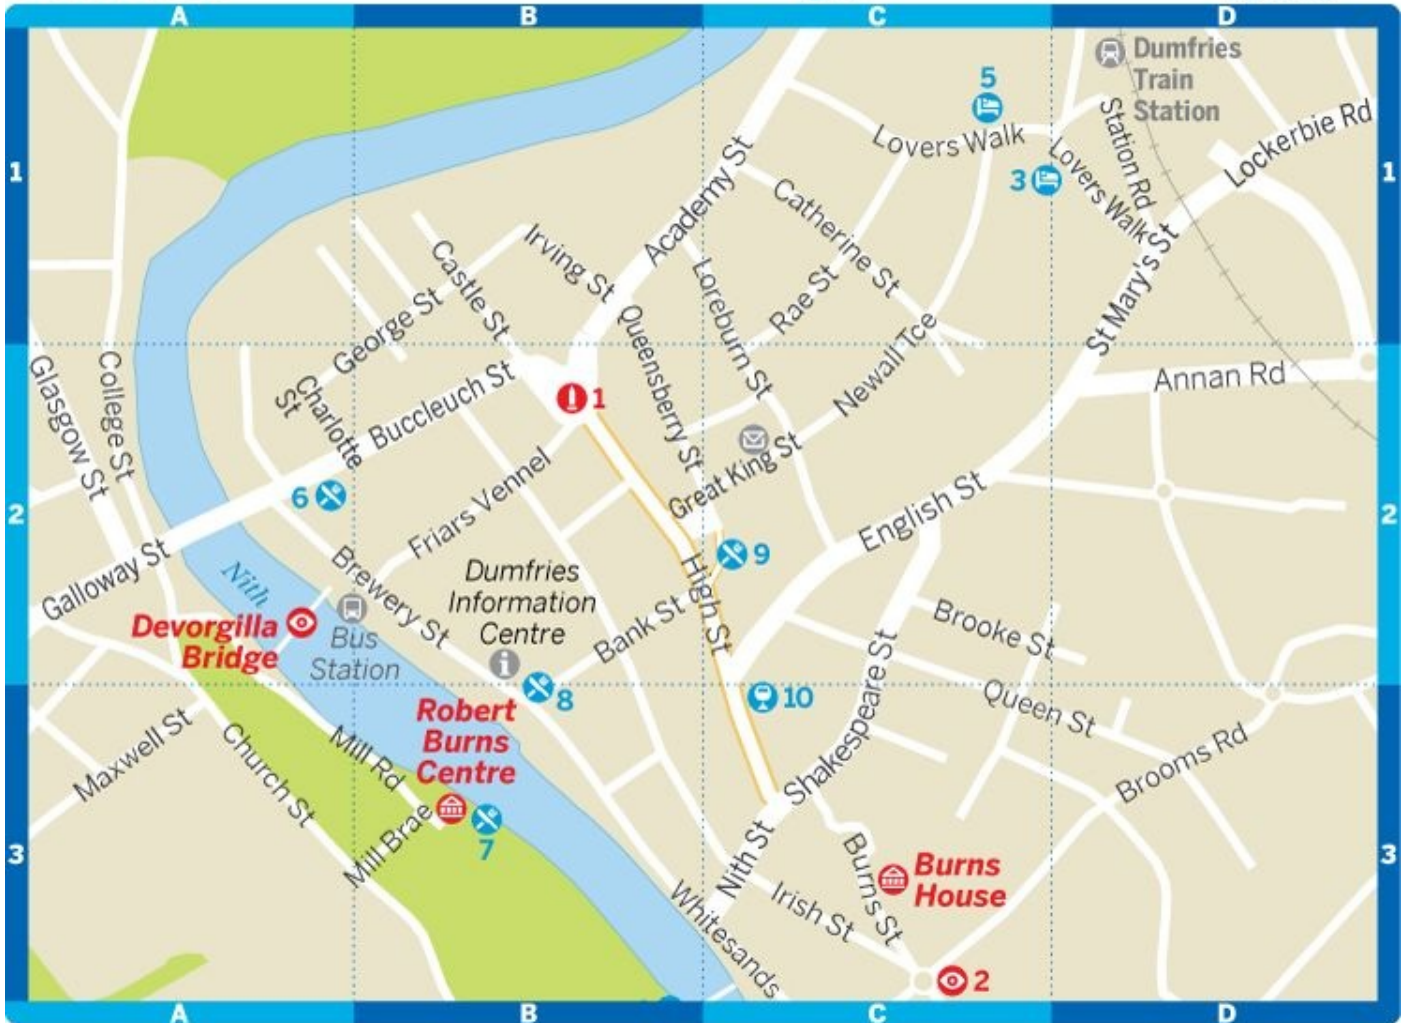 A
B
C
D
1
1
2
2
3
3
A
B
C
D
Dumfries
Train
Station
5
Lovers Walk
3
Lovers Walk
Station Rd
Lockerbie Rd
Academy St
Catherine St
Irving St
Castle St
George St
Loreburn St
Rae St
Newall Tce
St Mary's St
Queensberry St
Annan Rd
Glasgow St
College St
Charlotte
St
Buccleuch St
1
Great King St
6
Friars Vennel
English St
9
High St
Galloway St
Nith
Brewery St
Dumfries
Information
Centre
Bank St
Devorgilla
Bridge
Bus
Station
Brooke St
Shakespeare St
8
10
Queen St
Robert
Burns
Centre
Maxwell St
Church St
Mill Rd
Mill Brae
7
Brooms Rd
Nith St
Burns St
Burns
House
Irish St
Whitesands
2